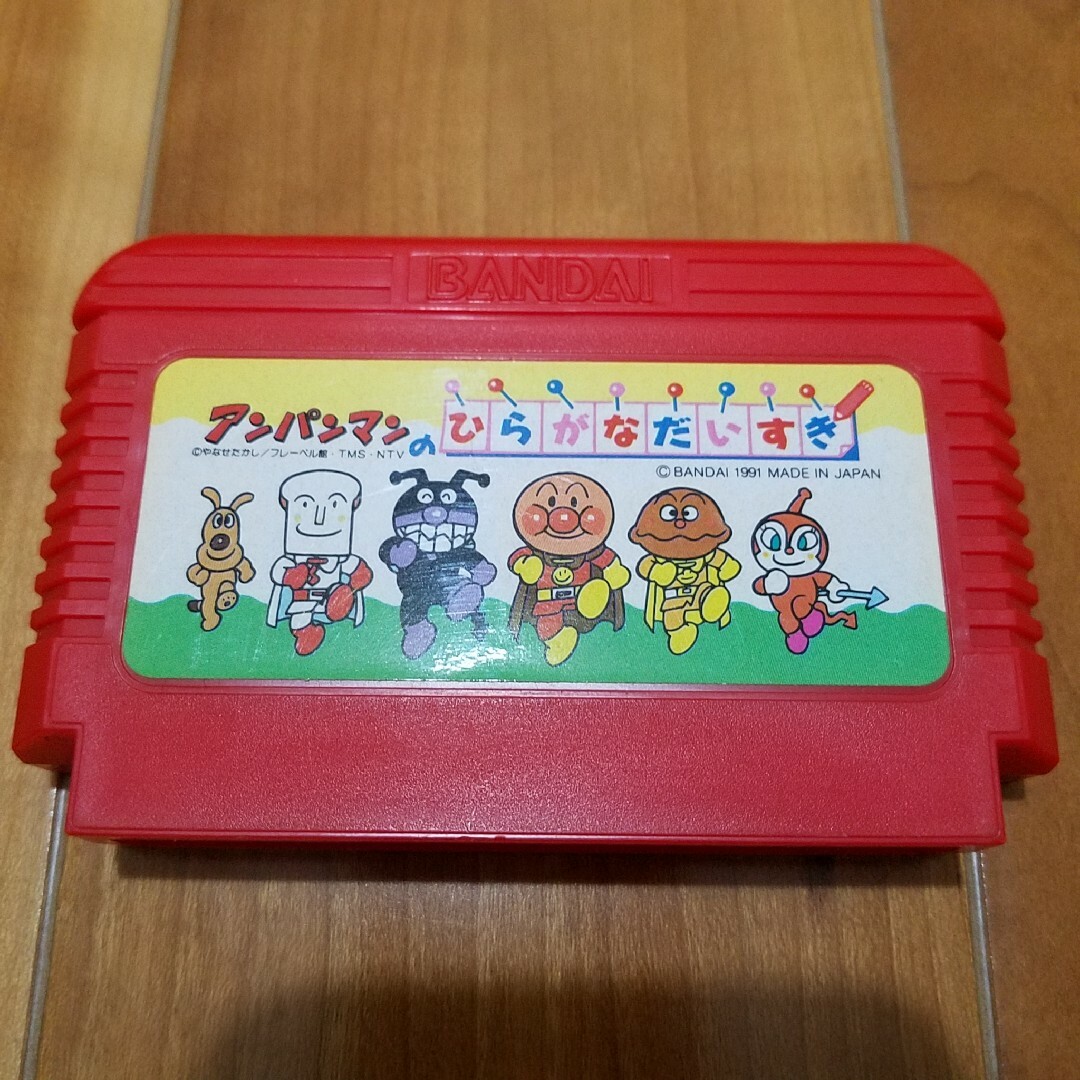 BANDAI
アンパンマンのひらがなだいすき
©やなせたかし/フレーベル館・TMS・NTV
©BANDAI 1991 MADE IN JAPAN